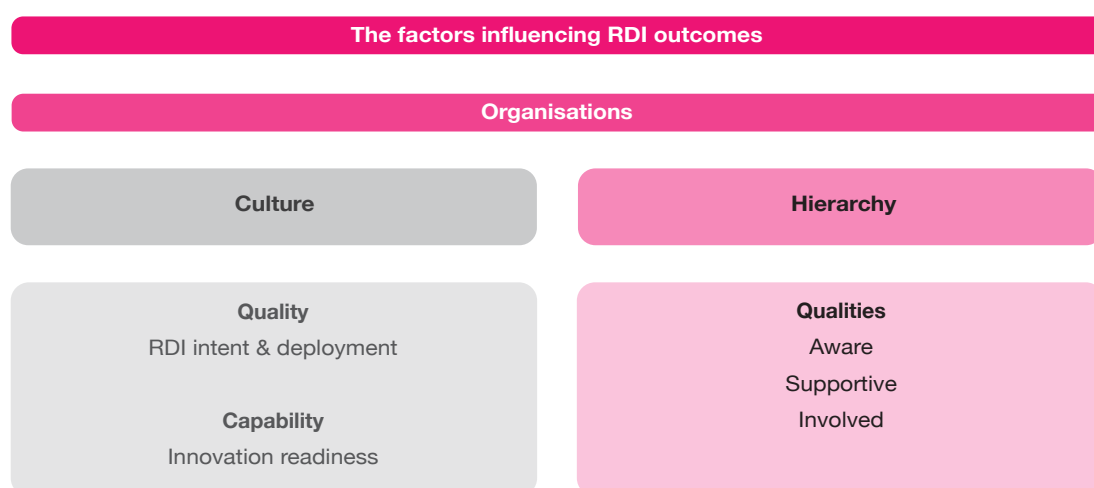 The factors influencing RDI outcomes
Organisations
Culture
Hierarchy
Quality
RDI intent & deployment
Capability
Innovation readiness
Qualities
Aware
Supportive
Involved